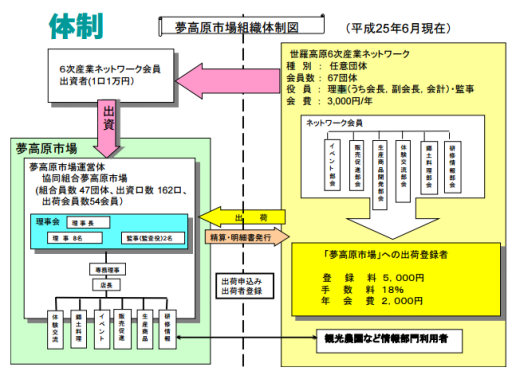 体制
夢高原市場組織体制図
（平成25年6月現在）
6次産業ネットワーク会員
出資者(1口1万円)
出資
世羅高原6次産業ネットワーク
種 別 ： 任意団体
会員数 ： 67団体
役 員 ： 理事(うち会長, 副会長, 会計)・監事
会 費 ： 3,000円/年
ネットワーク会員
イベント部会
販売促進部会
生産商品開発部会
体験交流部会
郷土料理部会
研修情報部会
夢高原市場
夢高原市場運営体
協同組合夢高原市場
(組合員数 47団体、出資口数 162口、
出荷会員数54会員)
理事会
理 事 長
理 事 8名
監事(監査役)2名
専務理事
店長
体験交流
郷土料理
イベント
販売促進
生産商品
研修情報
出 荷
精算・明細書発行
出荷申込み
出荷者登録
「夢高原市場」への出荷登録者
登 録 料 5,000円
手 数 料 18%
年 会 費 2,000円
観光農園など情報部門利用者